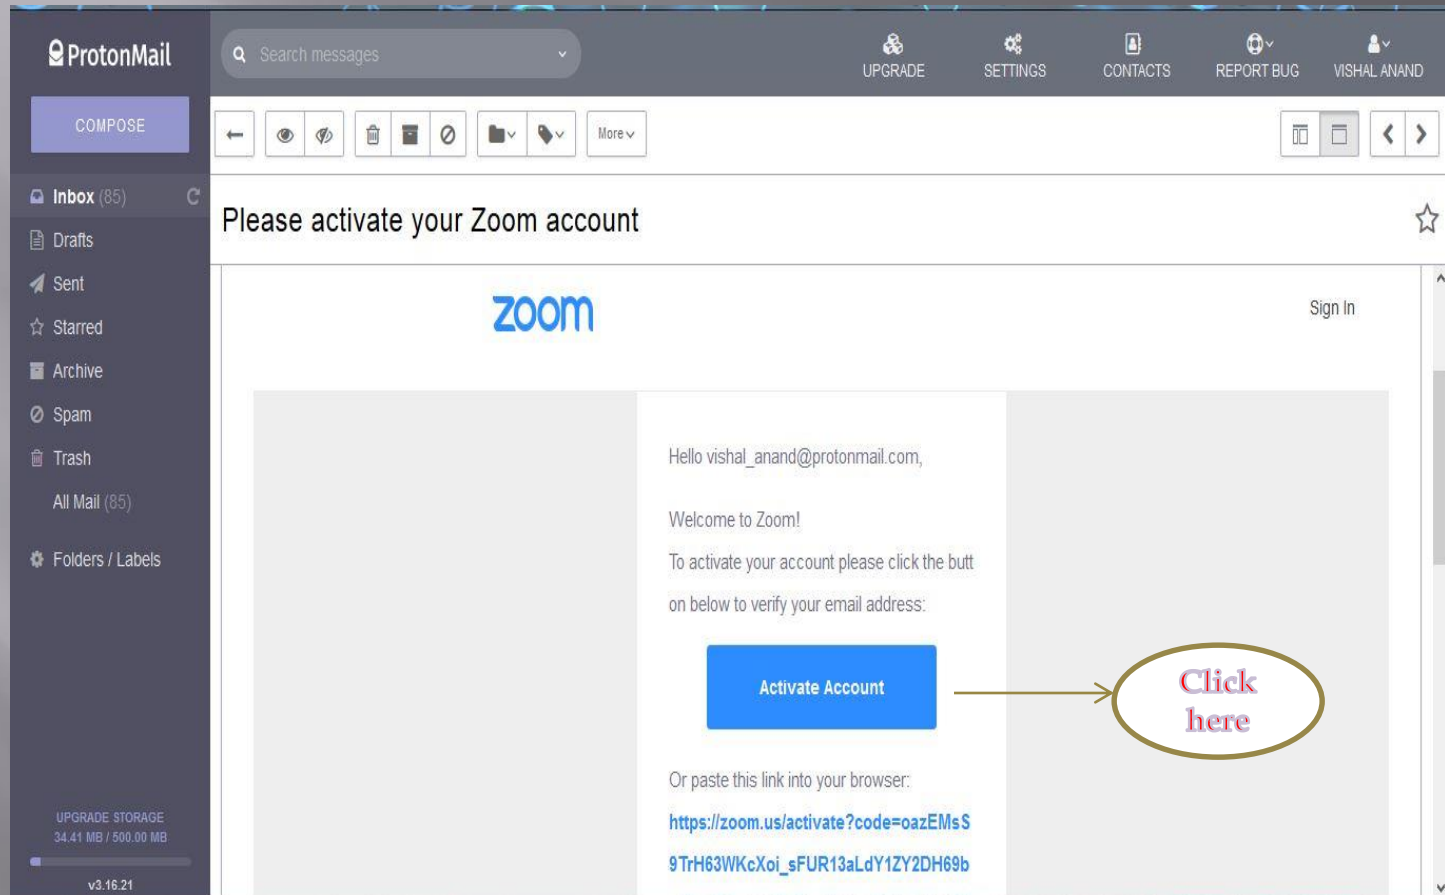 ProtonMail
Search messages
UPGRADE
SETTINGS
CONTACTS
REPORT BUG
VISHAL ANAND
COMPOSE
More
Inbox (85)
Drafts
Sent
Starred
Archive
Spam
Trash
All Mail (85)
Folders / Labels
UPGRADE STORAGE
34.41 MB / 500.00 MB
v3.16.21
Please activate your Zoom account
zoom
Sign In
Hello vishal_anand@protonmail.com,
Welcome to Zoom!
To activate your account please click the butt
on below to verify your email address:
Activate Account
Click
here
Or paste this link into your browser:
https://zoom.us/activate?code=oazEMsS
9TrH63WKcXoi_sFUR13aLdY1ZY2DH69b